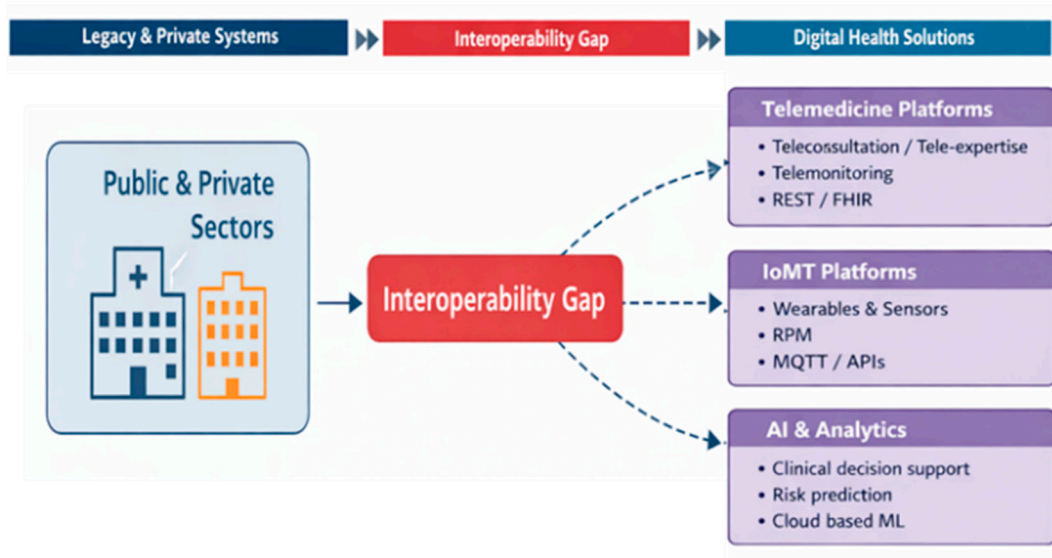 Legacy & Private Systems
Interoperability Gap
Digital Health Solutions
Public & Private
Sectors
Interoperability Gap
Telemedicine Platforms
• Teleconsultation / Tele-expertise
• Telemonitoring
• REST / FHIR
IoMT Platforms
• Wearables & Sensors
• RPM
• MQTT / APIs
AI & Analytics
• Clinical decision support
• Risk prediction
• Cloud based ML